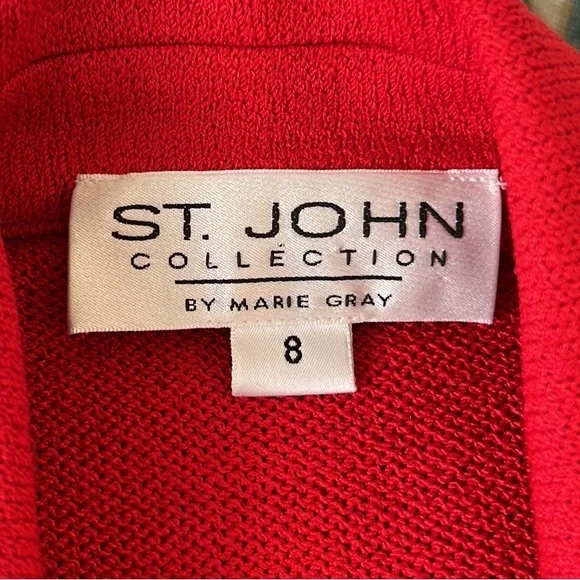 ST. JOHN
COLLECTION
BY MARIE GRAY
8